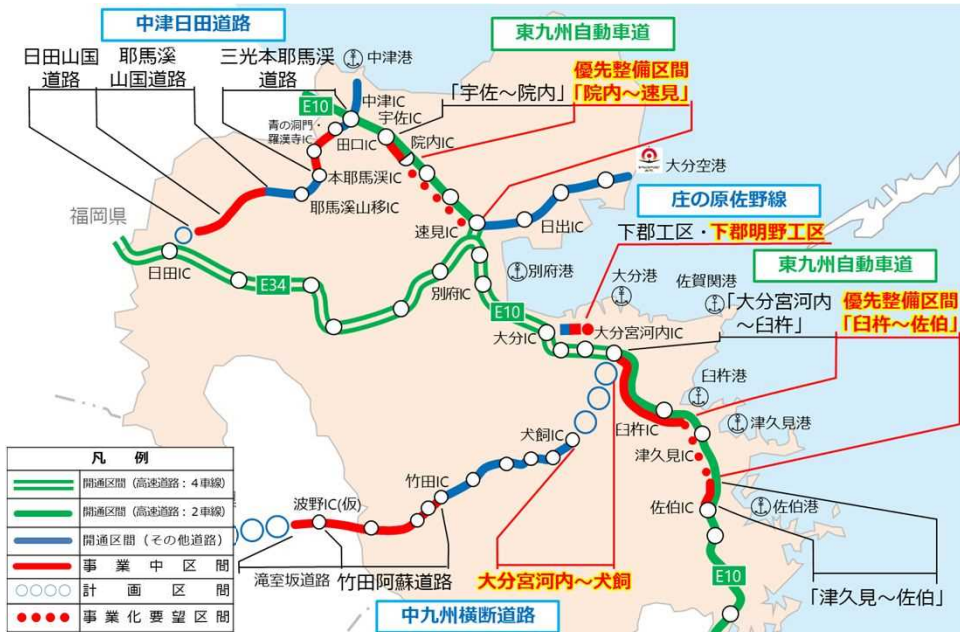 中津日田道路
東九州自動車道
日田山国
道路
耶馬溪
山国道路
三光本耶馬渓
道路
中津港
「宇佐～院内」
優先整備区間
「院内～速見」
E10
中津IC
宇佐IC
青の洞門・
羅漢寺IC
田口IC
院内IC
本耶馬渓IC
耶馬溪山移IC
大分空港
福岡県
速見IC
日出IC
庄の原佐野線
下郡工区・下郡明野工区
日田IC
E34
別府IC
別府港
大分港
佐賀関港
東九州自動車道
「大分宮河内
～臼杵」
優先整備区間
「臼杵～佐伯」
E10
大分IC
大分宮河内IC
臼杵港
臼杵IC
津久見港
津久見IC
犬飼IC
竹田IC
波野IC(仮)
佐伯IC
佐伯港
滝室坂道路
竹田阿蘇道路
大分宮河内～犬飼
E10
「津久見～佐伯」
中九州横断道路
凡例
開通区間（高速道路：4車線）
開通区間（高速道路：2車線）
開通区間（その他道路）
事業中区間
計画区間
事業化要望区間